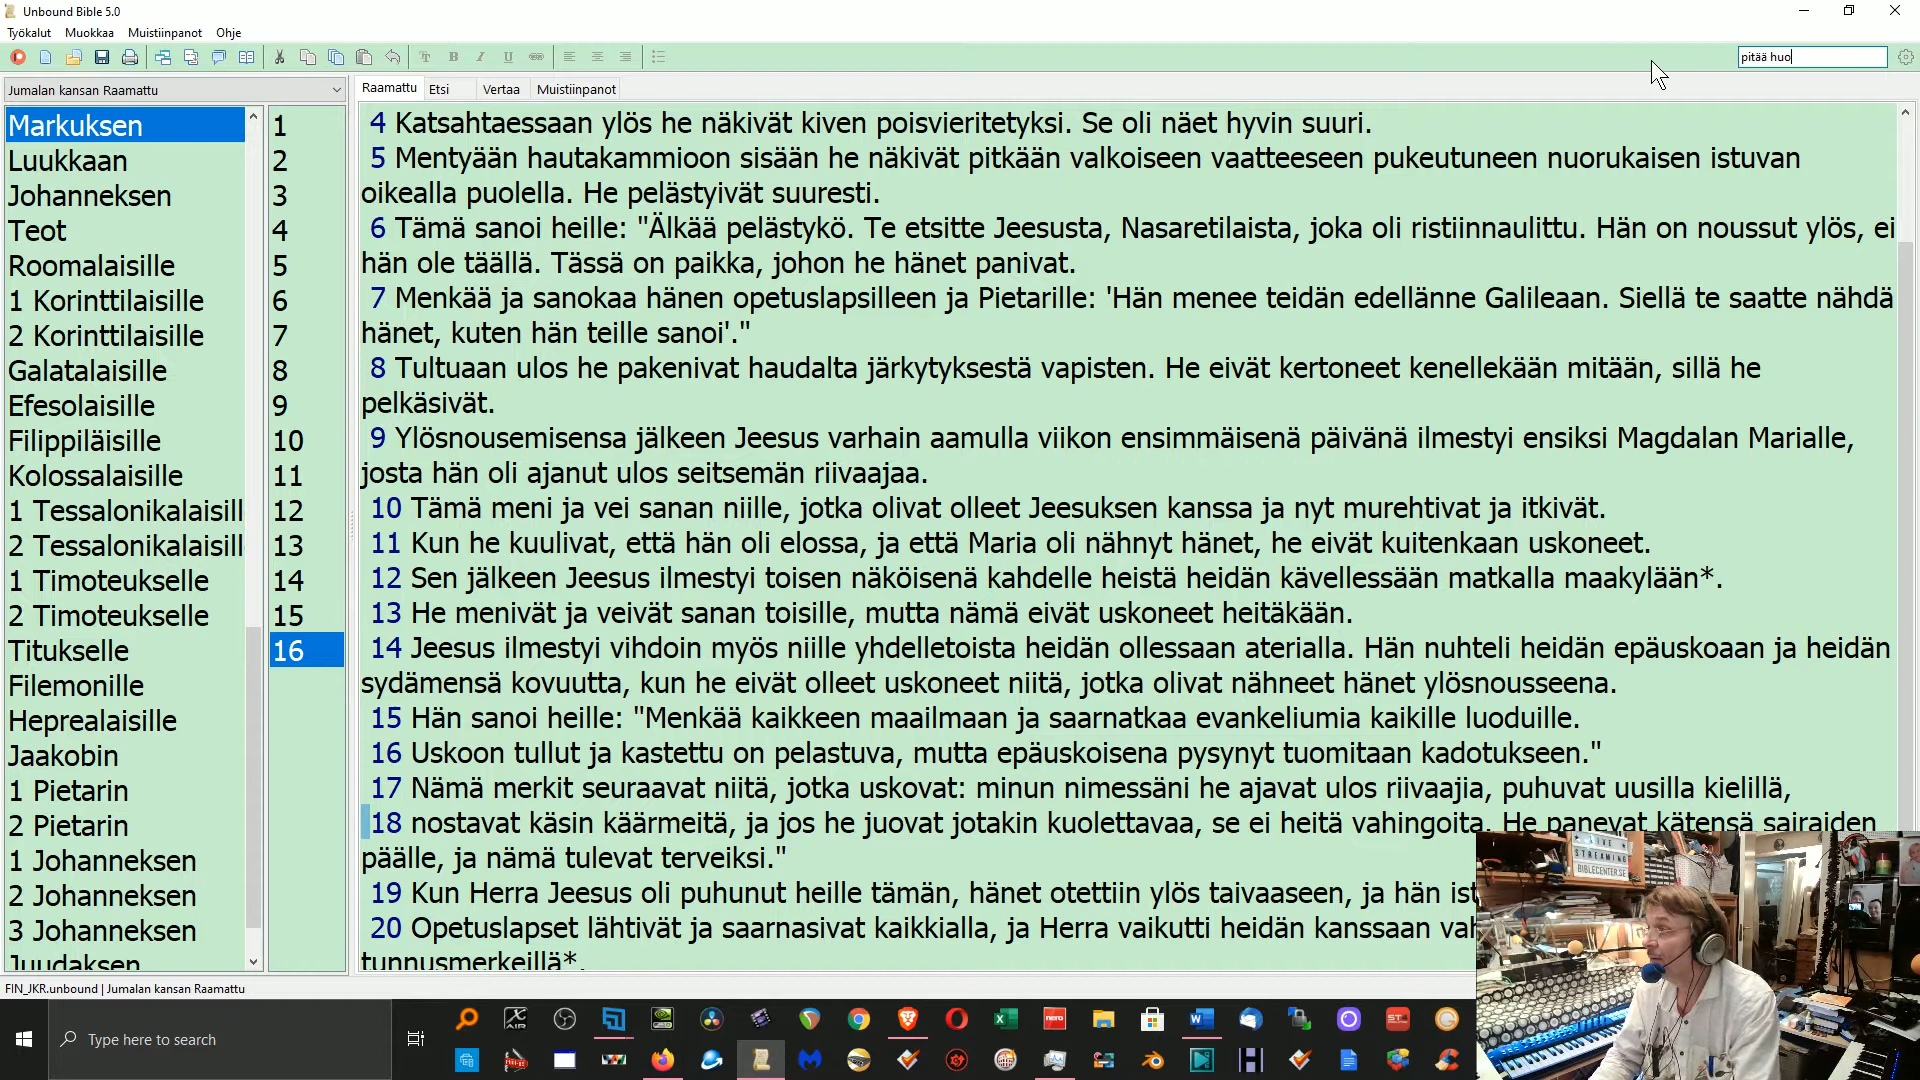 Unbound Bible 5.0
Työkalut Muokkaa Muistiinpanot Ohje
pitää huo
Jumalan kansan Raamattu
Raamattu Etsi Vertaa Muistiinpanot
Markuksen
Luukkaan
Johanneksen
Teot
Roomalaisille
1 Korinttilaisille
2 Korinttilaisille
Galatalaisille
Efesolaisille
Filippiläisille
Kolossalaisille
1 Tessalonikalaisill
2 Tessalonikalaisill
1 Timoteukselle
2 Timoteukselle
Titukselle
Filemonille
Heprealaisille
Jaakobin
1 Pietarin
2 Pietarin
1 Johanneksen
2 Johanneksen
3 Johanneksen
Juudaksen
1
2
3
4
5
6
7
8
9
10
11
12
13
14
15
16
4 Katsahtaessaan ylös he näkivät kiven poisvieritetyksi. Se oli näet hyvin suuri.
5 Mentyään hautakammioon sisään he näkivät pitkään valkoiseen vaatteeseen pukeutuneen nuorukaisen istuvan
oikealla puolella. He pelästyivät suuresti.
6 Tämä sanoi heille: "Älkää pelästykö. Te etsitte Jeesusta, Nasaretilaista, joka oli ristiinnaulittu. Hän on noussut ylös, ei
hän ole täällä. Tässä on paikka, johon he hänet panivat.
7 Menkää ja sanokaa hänen opetuslapsilleen ja Pietarille: 'Hän menee teidän edellänne Galileaan. Siellä te saatte nähdä
hänet, kuten hän teille sanoi'."
8 Tultuaan ulos he pakenivat haudalta järkytyksestä vapisten. He eivät kertoneet kenellekään mitään, sillä he
pelkäsivät.
9 Ylösnousemisensa jälkeen Jeesus varhain aamulla viikon ensimmäisenä päivänä ilmestyi ensiksi Magdalan Marialle,
josta hän oli ajanut ulos seitsemän riivaajaa.
10 Tämä meni ja vei sanan niille, jotka olivat olleet Jeesuksen kanssa ja nyt murehtivat ja itkivät.
11 Kun he kuulivat, että hän oli elossa, ja että Maria oli nähnyt hänet, he eivät kuitenkaan uskoneet.
12 Sen jälkeen Jeesus ilmestyi toisen näköisenä kahdelle heistä heidän kävellessään matkalla maakylään*.
13 He menivät ja veivät sanan toisille, mutta nämä eivät uskoneet heitäkään.
14 Jeesus ilmestyi vihdoin myös niille yhdelletoista heidän ollessaan aterialla. Hän nuhteli heidän epäuskoaan ja heidän
sydämensä kovuutta, kun he eivät olleet uskoneet niitä, jotka olivat nähneet hänet ylösnousseena.
15 Hän sanoi heille: "Menkää kaikkeen maailmaan ja saarnatkaa evankeliumia kaikille luoduille.
16 Uskoon tullut ja kastettu on pelastuva, mutta epäuskoisena pysynyt tuomitaan kadotukseen."
17 Nämä merkit seuraavat niitä, jotka uskovat: minun nimessäni he ajavat ulos riivaajia, puhuvat uusilla kielillä,
18 nostavat käsin käärmeitä, ja jos he juovat jotakin kuolettavaa, se ei heitä vahingoita. He panevat kätensä sairaiden
päälle, ja nämä tulevat terveiksi."
19 Kun Herra Jeesus oli puhunut heille tämän, hänet otettiin ylös taivaaseen, ja hän ist
20 Opetuslapset lähtivät ja saarnasivat kaikkialla, ja Herra vaikutti heidän kanssaan vah
tunnusmerkeillä*.
LIVE
STREAMING
BIBLECENTER.SE
FIN_JKR.unbound | Jumalan kansan Raamattu
Type here to search